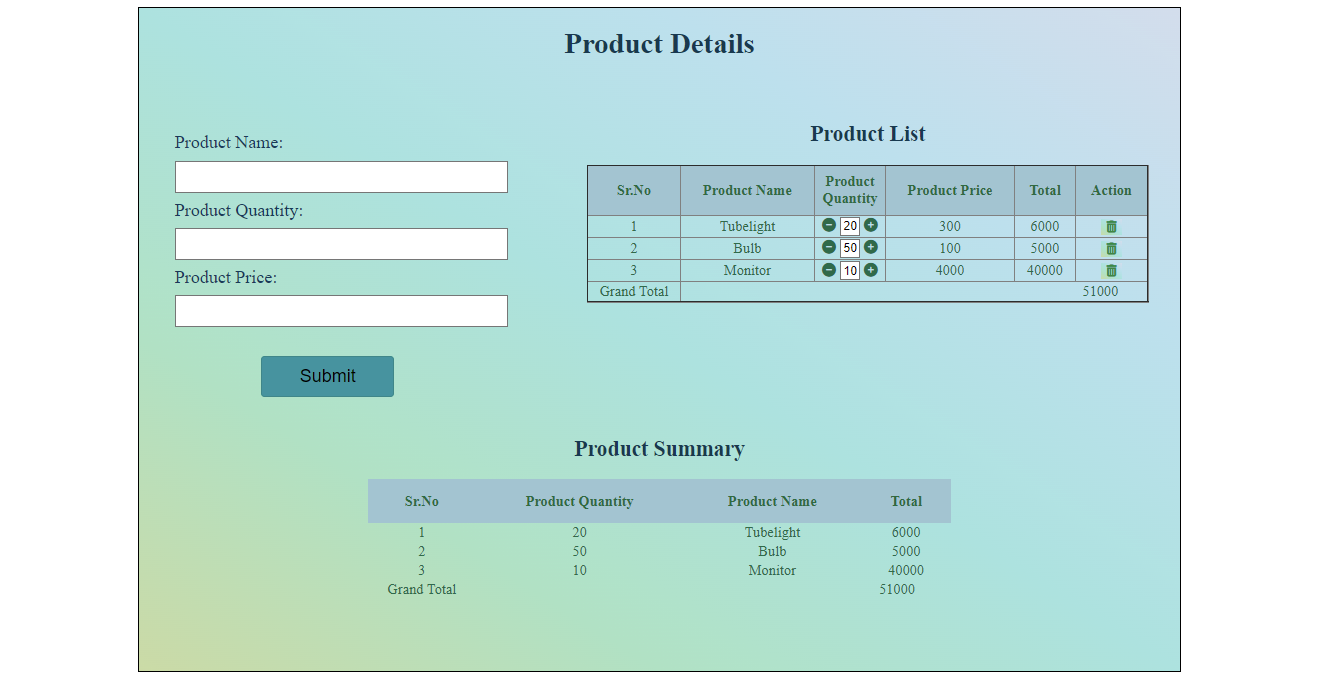 Product Details
Product Name:
Product Quantity:
Product Price:
Submit
Product List
Sr.No Product Name Product Quantity Product Price Total Action
1 Tubelight 20 300 6000
2 Bulb 50 100 5000
3 Monitor 10 4000 40000
Grand Total 51000
Product Summary
Sr.No Product Quantity Product Name Total
1 20 Tubelight 6000
2 50 Bulb 5000
3 10 Monitor 40000
Grand Total 51000